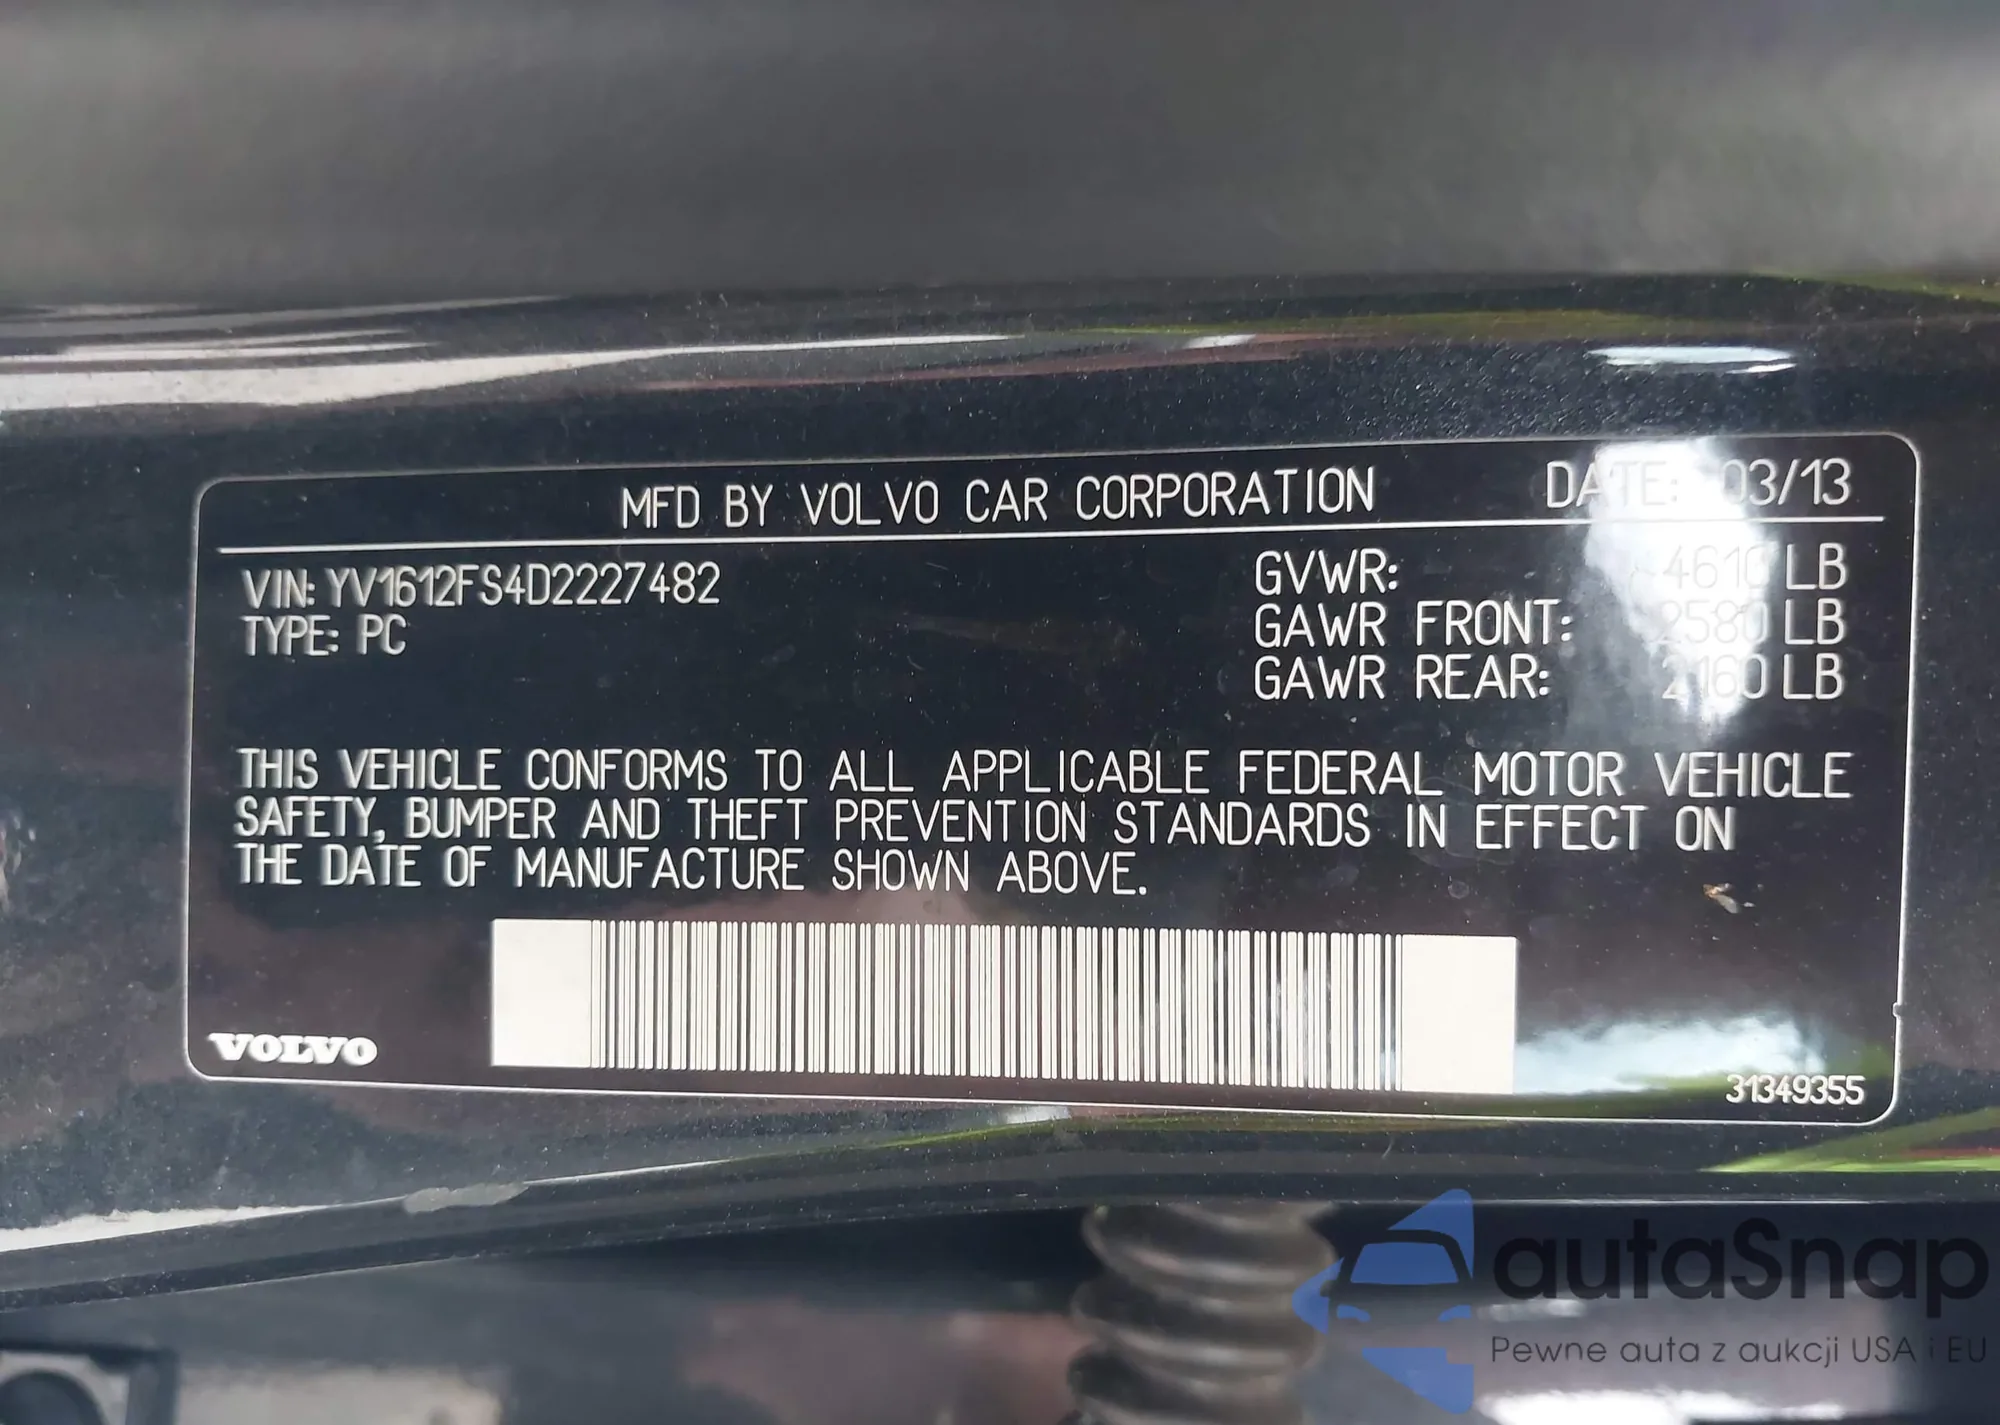 MFD BY VOLVO CAR CORPORATION DATE: 03/13
VIN: YV1612FS4D2227482 GVWR: 4610 LB
TYPE: PC GAWR FRONT: 2580 LB
GAWR REAR: 2160 LB
THIS VEHICLE CONFORMS TO ALL APPLICABLE FEDERAL MOTOR VEHICLE
SAFETY, BUMPER AND THEFT PREVENTION STANDARDS IN EFFECT ON
THE DATE OF MANUFACTURE SHOWN ABOVE.
VOLVO
31349355
autaSnap
Pewne auta z aukcji USA i EU